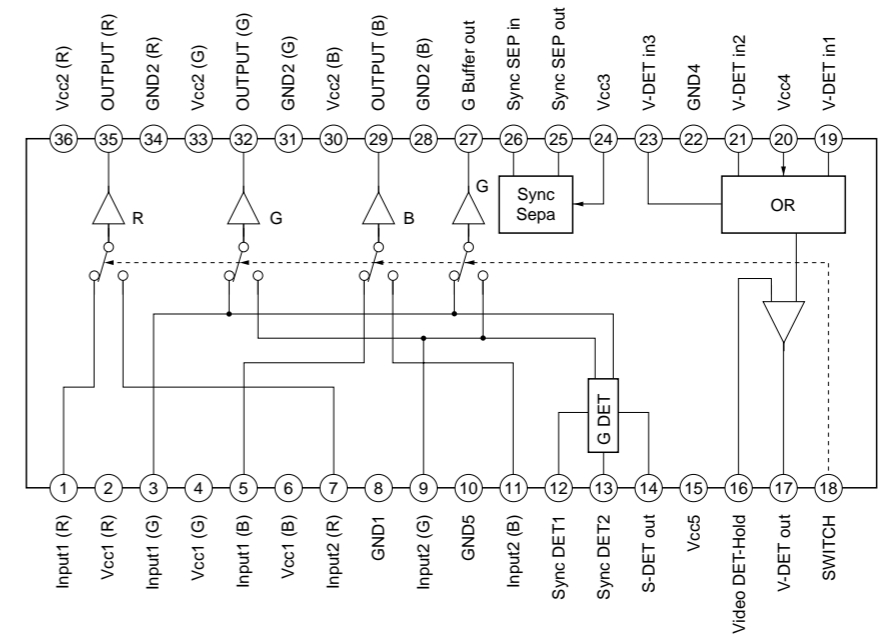 Vcc2 (R)
OUTPUT (R)
GND2 (R)
Vcc2 (G)
OUTPUT (G)
GND2 (G)
Vcc2 (B)
OUTPUT (B)
GND2 (B)
G Buffer out
Sync SEP in
Sync SEP out
Vcc3
V-DET in3
GND4
V-DET in2
Vcc4
V-DET in1
36
35
34
33
32
31
30
29
28
27
26
25
24
23
22
21
20
19
R
G
B
G
Sync
Sepa
OR
G DET
1
2
3
4
5
6
7
8
9
10
11
12
13
14
15
16
17
18
Input1 (R)
Vcc1 (R)
Input1 (G)
Vcc1 (G)
Input1 (B)
Vcc1 (B)
Input2 (R)
GND1
Input2 (G)
GND5
Input2 (B)
Sync DET1
Sync DET2
S-DET out
Vcc5
Video DET-Hold
V-DET out
SWITCH